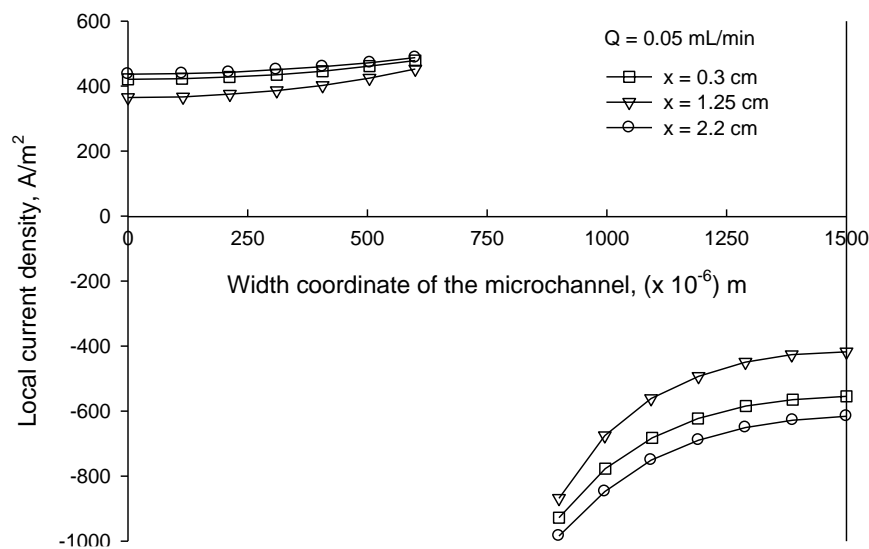 600
Q = 0.05 mL/min
x = 0.3 cm
x = 1.25 cm
x = 2.2 cm
400
200
0
0 250 500 750 1000 1250 1500
Width coordinate of the microchannel, (x 10⁻⁶) m
-200
-400
-600
-800
-1000
Local current density, A/m²